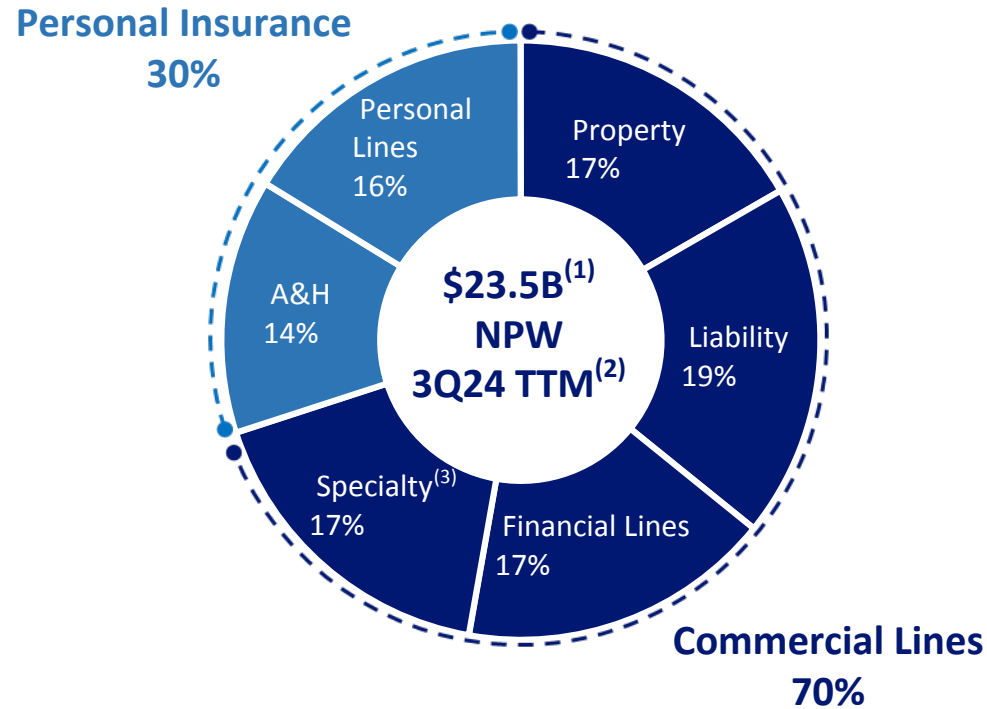 Personal Insurance
30%
Personal
Lines
16%
Property
17%
A&H
14%
$23.5B(1)
NPW
3Q24 TTM(2)
Liability
19%
Specialty(3)
17%
Financial Lines
17%
Commercial Lines
70%